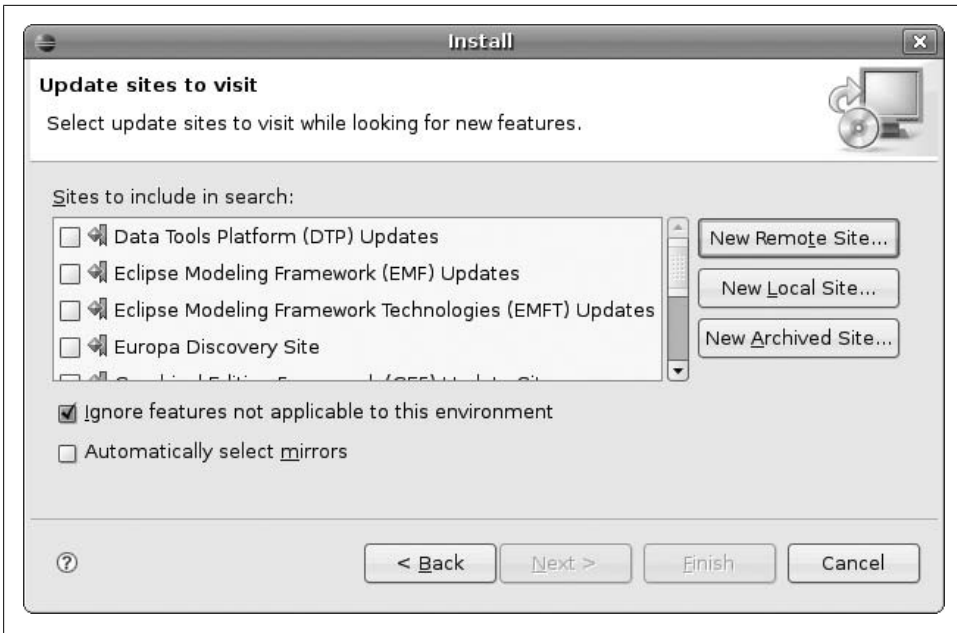 Install
Update sites to visit
Select update sites to visit while looking for new features.
Sites to include in search:
Data Tools Platform (DTP) Updates
Eclipse Modeling Framework (EMF) Updates
Eclipse Modeling Framework Technologies (EMFT) Updates
Europa Discovery Site
New Remote Site...
New Local Site...
New Archived Site...
Ignore features not applicable to this environment
Automatically select mirrors
?
< Back
Next >
Finish
Cancel